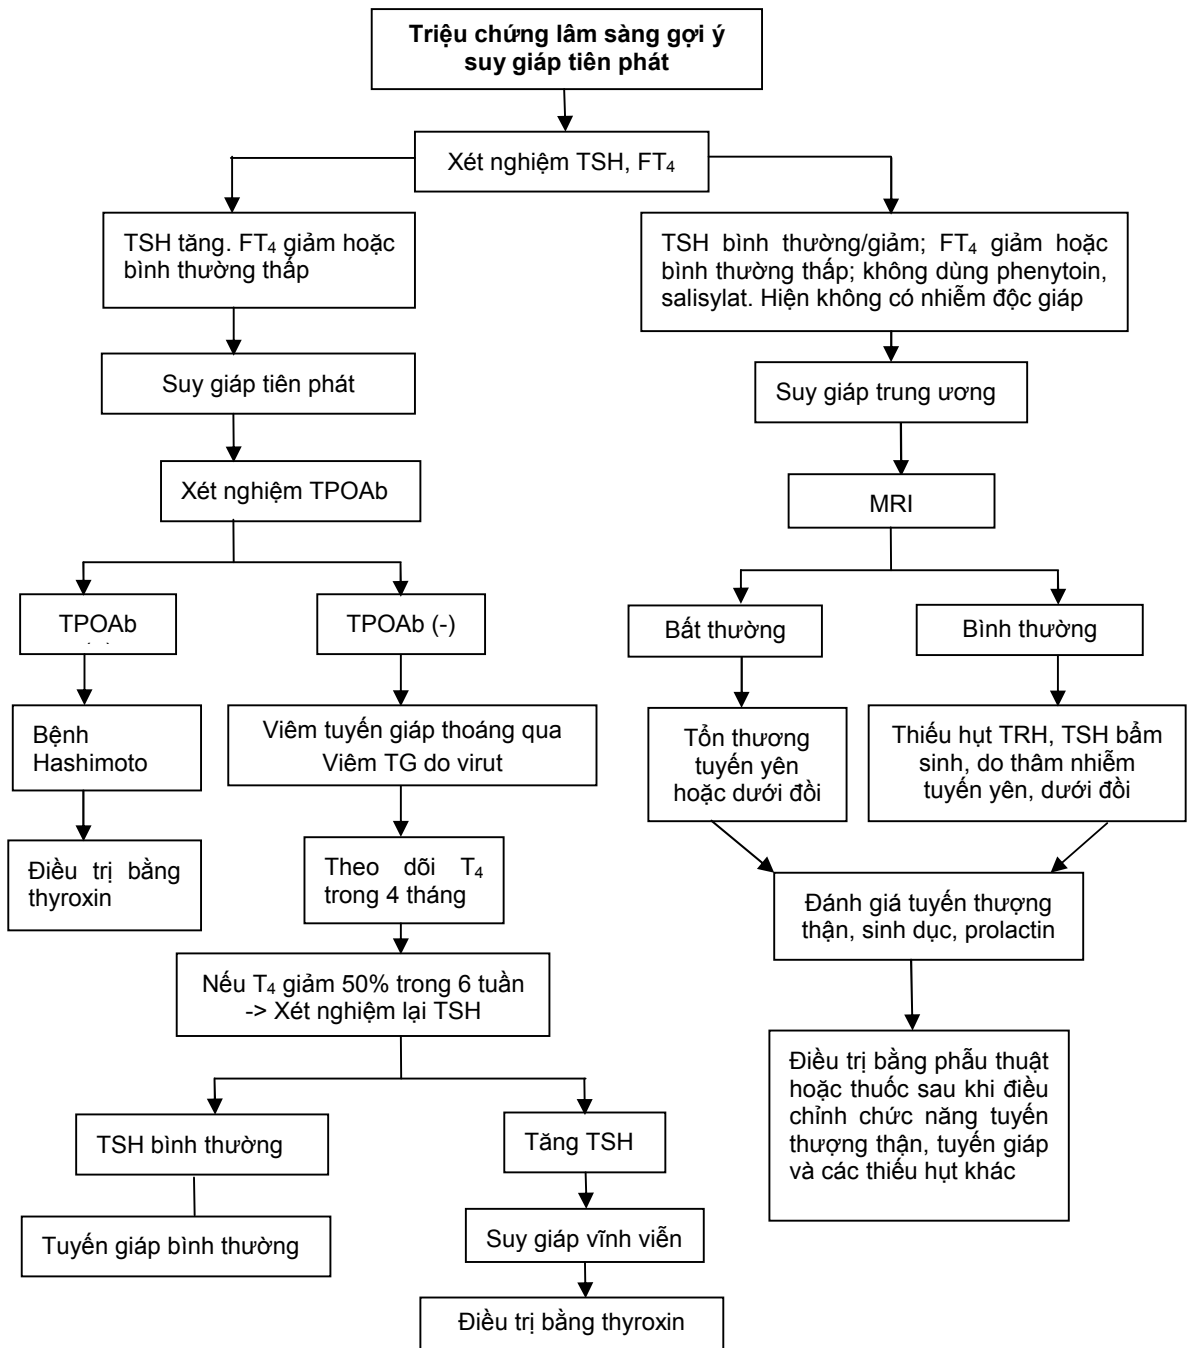 Triệu chứng lâm sàng gợi ý
suy giáp tiên phát
Xét nghiệm TSH, FT₄
TSH tăng. FT₄ giảm hoặc
bình thường thấp
TSH bình thường/giảm; FT₄ giảm hoặc
bình thường thấp; không dùng phenytoin,
salisylat. Hiện không có nhiễm độc giáp
Suy giáp tiên phát
Suy giáp trung ương
Xét nghiệm TPOAb
MRI
TPOAb
TPOAb (-)
Bất thường
Bình thường
Bệnh
Hashimoto
Viêm tuyến giáp thoáng qua
Viêm TG do virut
Tổn thương
tuyến yên
hoặc dưới đồi
Thiếu hụt TRH, TSH bẩm
sinh, do thâm nhiễm
tuyến yên, dưới đồi
Điều trị bằng
thyroxin
Theo dõi T₄
trong 4 tháng
Đánh giá tuyến thượng
thận, sinh dục, prolactin
Nếu T₄ giảm 50% trong 6 tuần
-> Xét nghiệm lại TSH
Điều trị bằng phẫu thuật
hoặc thuốc sau khi điều
chỉnh chức năng tuyến
thượng thận, tuyến giáp
và các thiếu hụt khác
TSH bình thường
Tăng TSH
Tuyến giáp bình thường
Suy giáp vĩnh viễn
Điều trị bằng thyroxin